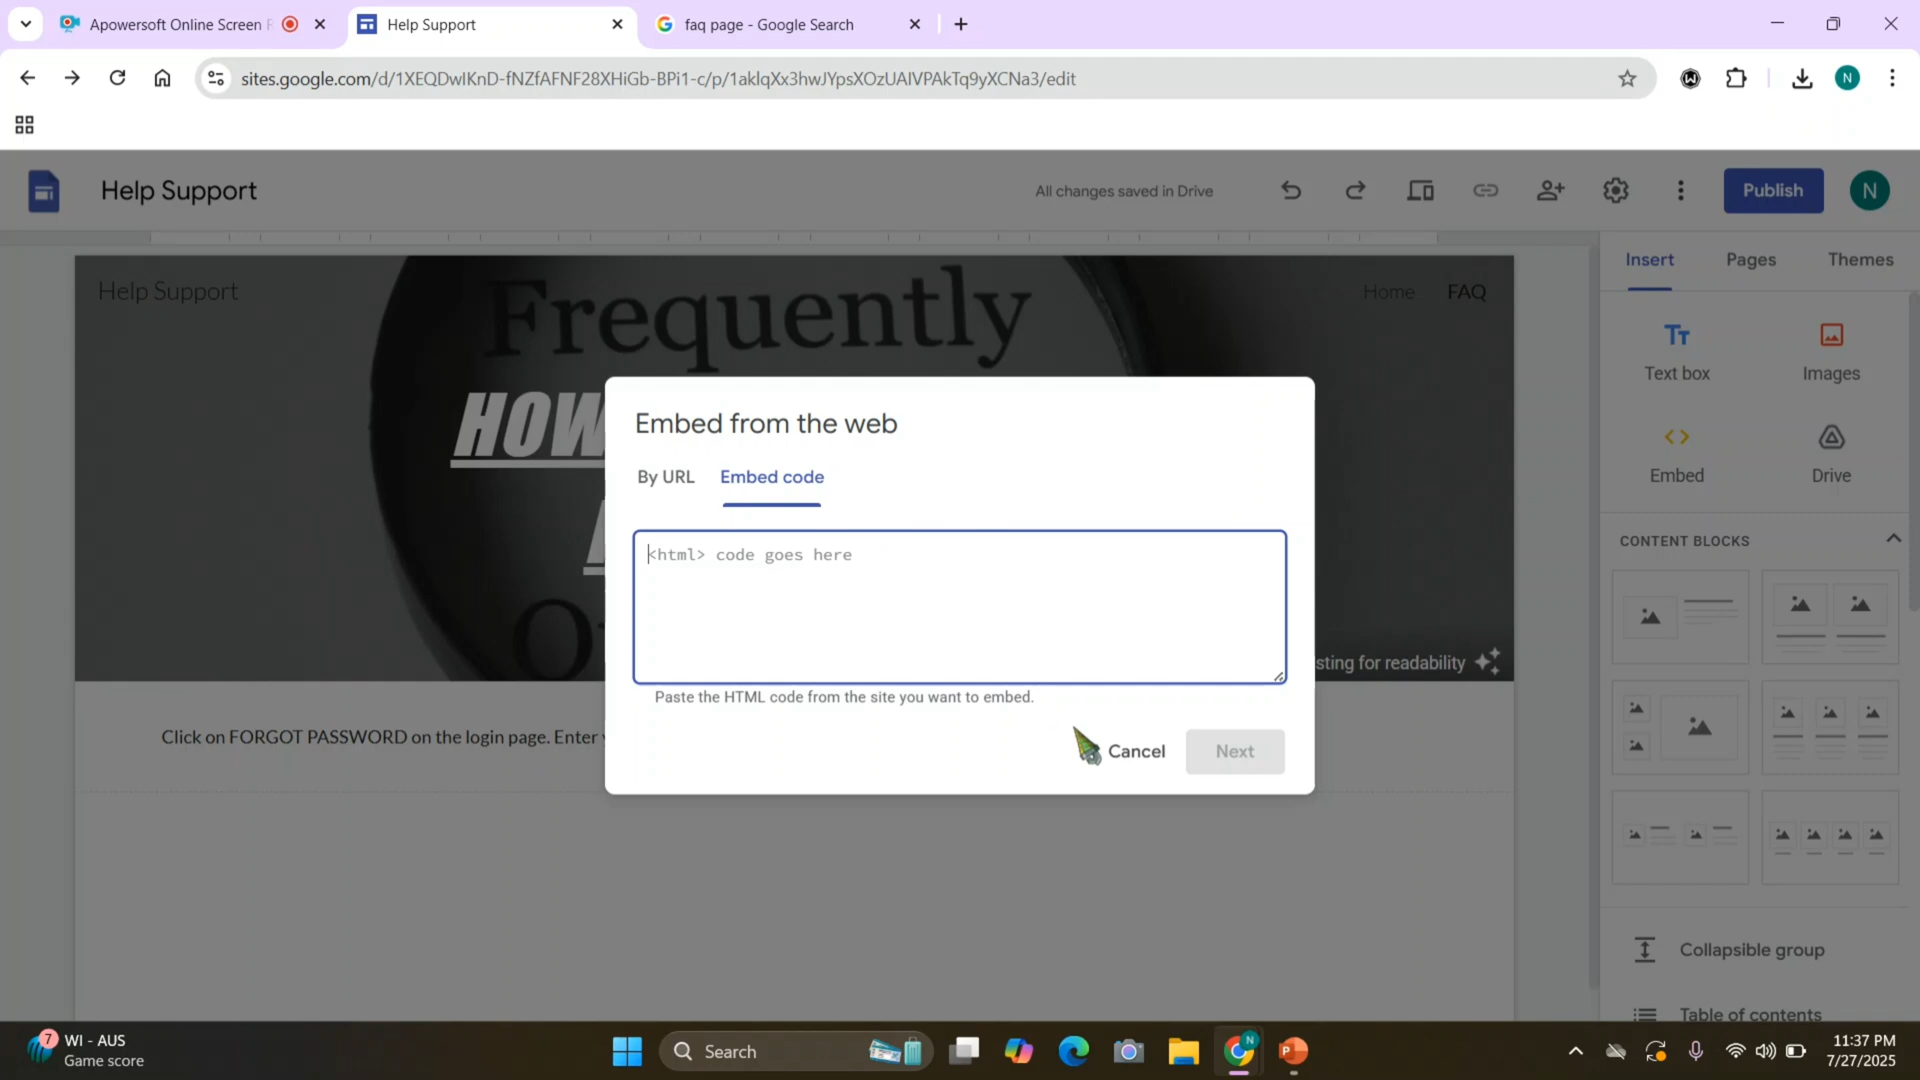 Apowersoft Online Screen R
Help Support
faq page - Google Search
sites.google.com/d/1XEQDwIKnD-fNZfAFNF28XHiGb-BPi1-c/p/1aklqXx3hwJYpsXOzUAIVPAkTq9yXCNa3/edit
N
Help Support
All changes saved in Drive
Publish
N
Insert
Pages
Themes
Help Support
Home
FAQ
Frequently
HOW
Text box
Images
Embed
Drive
Embed from the web
By URL
Embed code
<html> code goes here
Paste the HTML code from the site you want to embed.
Cancel
Next
sting for readability
CONTENT BLOCKS
Click on FORGOT PASSWORD on the login page. Enter
Collapsible group
Table of contents
7
WI - AUS
Game score
Search
N
P
11:37 PM
7/27/2025